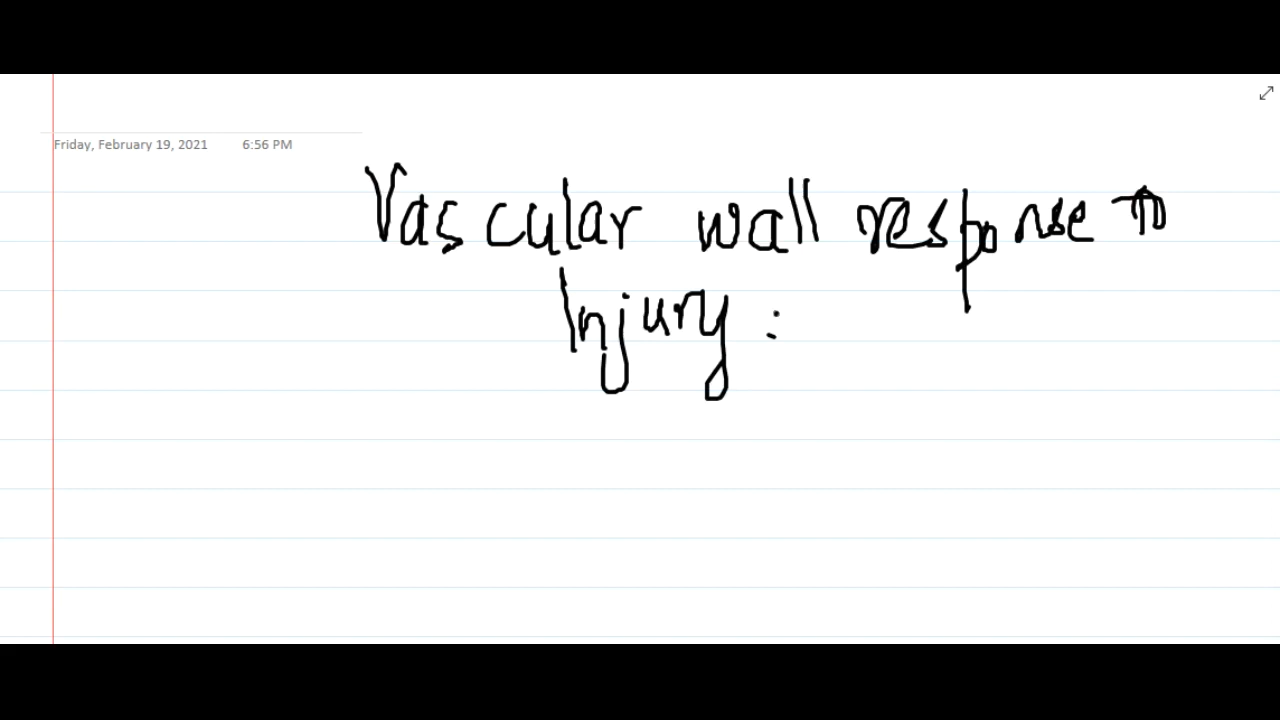 Friday, February 19, 2021 6:56 PM
Vascular wall response to
Injury :